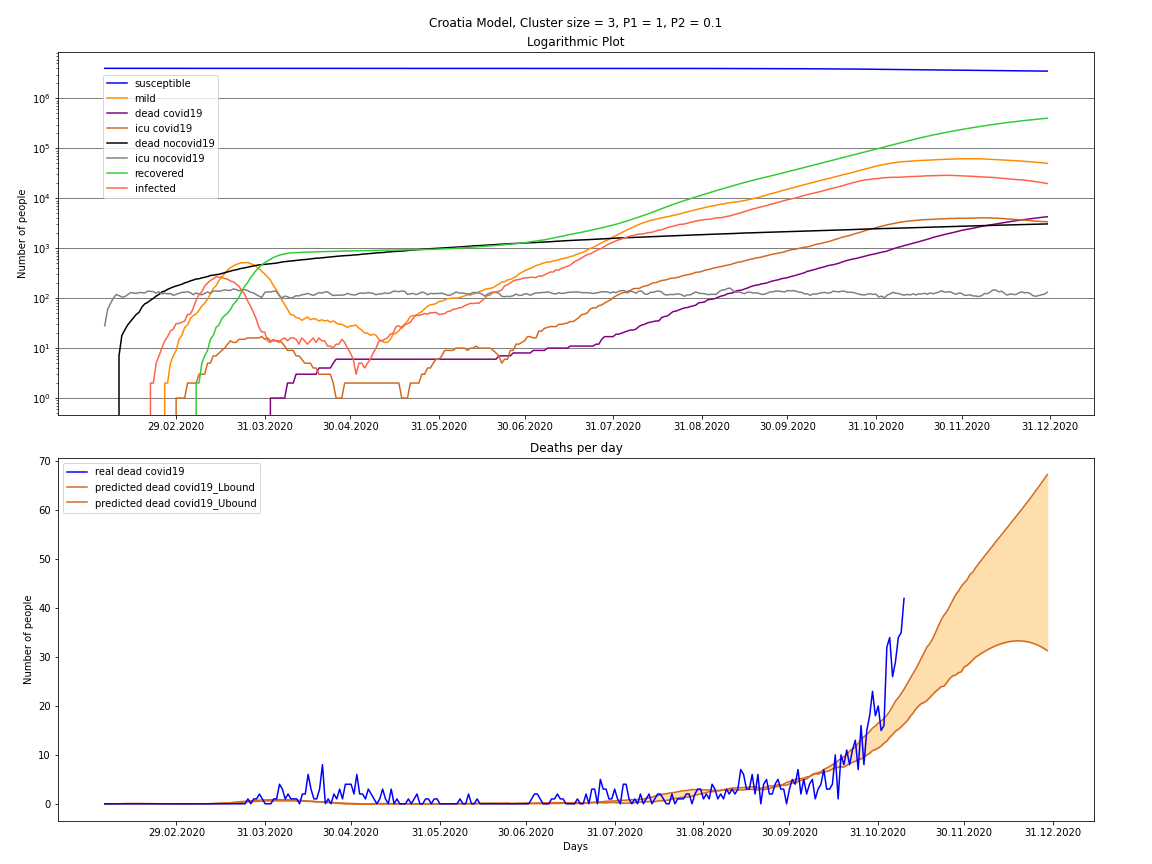 Croatia Model, Cluster size = 3, P1 = 1, P2 = 0.1
Logarithmic Plot
susceptible
mild
dead covid19
icu covid19
dead nocovid19
icu nocovid19
recovered
infected
Number of people
10⁶
10⁵
10⁴
10³
10²
10¹
10⁰
29.02.2020 31.03.2020 30.04.2020 31.05.2020 30.06.2020 31.07.2020 31.08.2020 30.09.2020 31.10.2020 30.11.2020 31.12.2020
Deaths per day
real dead covid19
predicted dead covid19_Lbound
predicted dead covid19_Ubound
Number of people
70
60
50
40
30
20
10
0
29.02.2020 31.03.2020 30.04.2020 31.05.2020 30.06.2020 31.07.2020 31.08.2020 30.09.2020 31.10.2020 30.11.2020 31.12.2020
Days